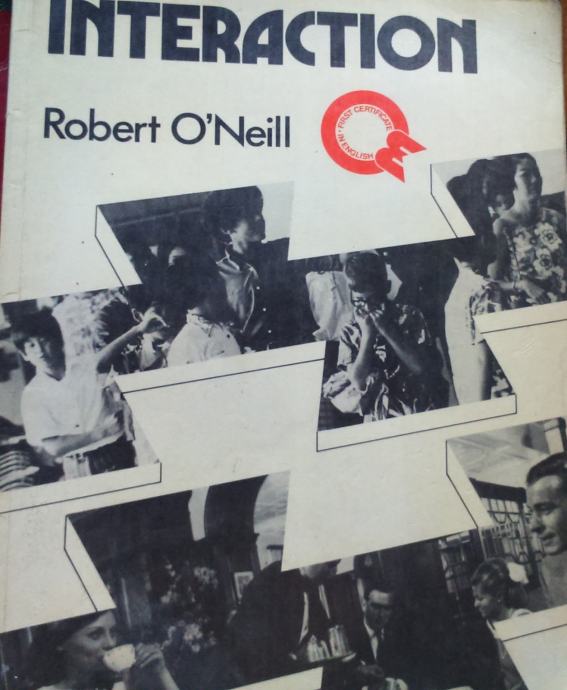 INTERACTION
Robert O'Neill
• FIRST CERTIFICATE
IN ENGLISH •